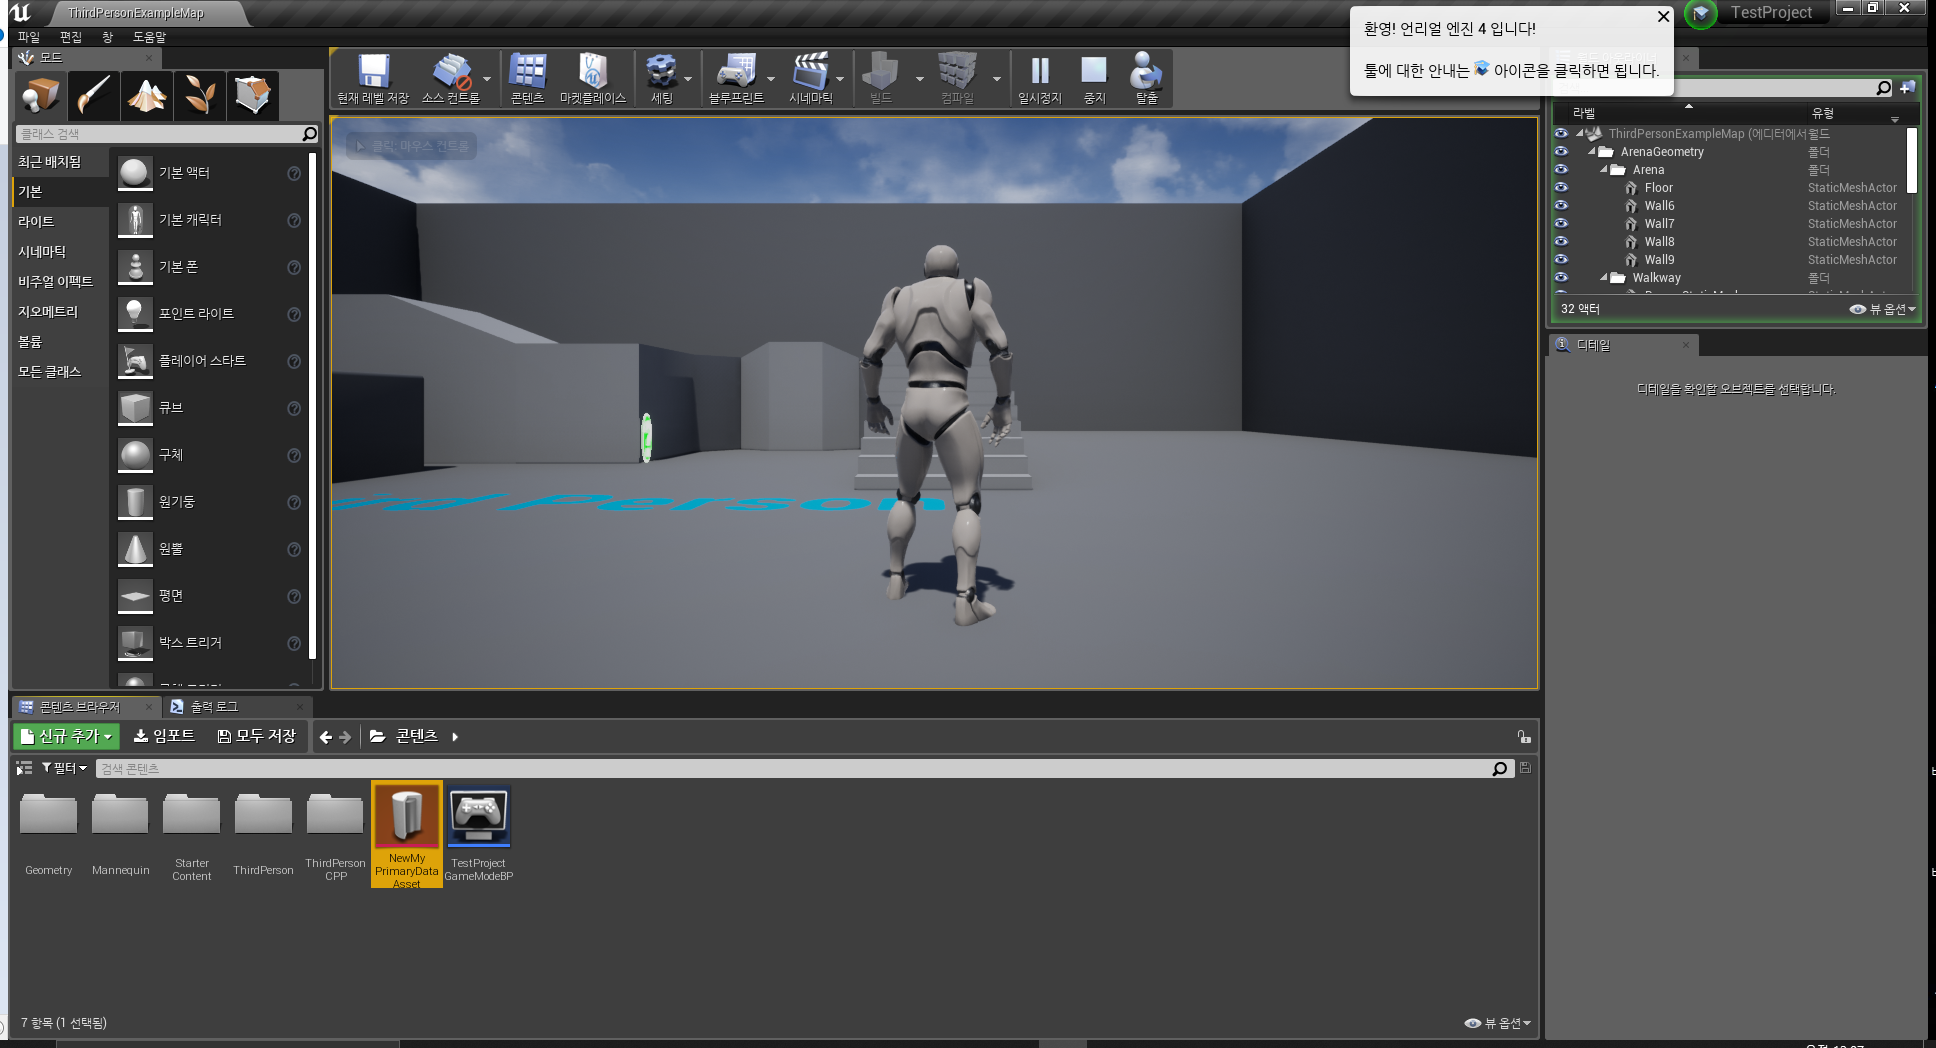 ThirdPersonExampleMap
TestProject
파일 편집 창 도움말
환영! 언리얼 엔진 4 입니다!
툴에 대한 안내는 아이콘을 클릭하면 됩니다.
모드
현재 레벨 저장
소스 컨트롤
콘텐츠
마켓플레이스
세팅
블루프린트
시네마틱
빌드
컴파일
일시정지
중지
탈출
클래스 검색
최근 배치됨
기본
라이트
시네마틱
비주얼 이펙트
지오메트리
볼륨
모든 클래스
기본 액터
기본 캐릭터
기본 폰
포인트 라이트
플레이어 스타트
큐브
구체
원기둥
원뿔
평면
박스 트리거
클릭: 마우스 컨트롤
Person
라벨 유형
ThirdPersonExampleMap (에디터에서 월드
ArenaGeometry 폴더
Arena 폴더
Floor StaticMeshActor
Wall6 StaticMeshActor
Wall7 StaticMeshActor
Wall8 StaticMeshActor
Wall9 StaticMeshActor
Walkway 폴더
32 액터
뷰 옵션
디테일
디테일을 확인할 오브젝트를 선택합니다.
콘텐츠 브라우저
출력 로그
신규 추가
임포트
모두 저장
콘텐츠
필터
검색 콘텐츠
Geometry
Mannequin
Starter
Content
ThirdPerson
ThirdPerson
CPP
NewMy
PrimaryData
Asset
TestProject
GameModeBP
7 항목 (1 선택됨)
뷰 옵션